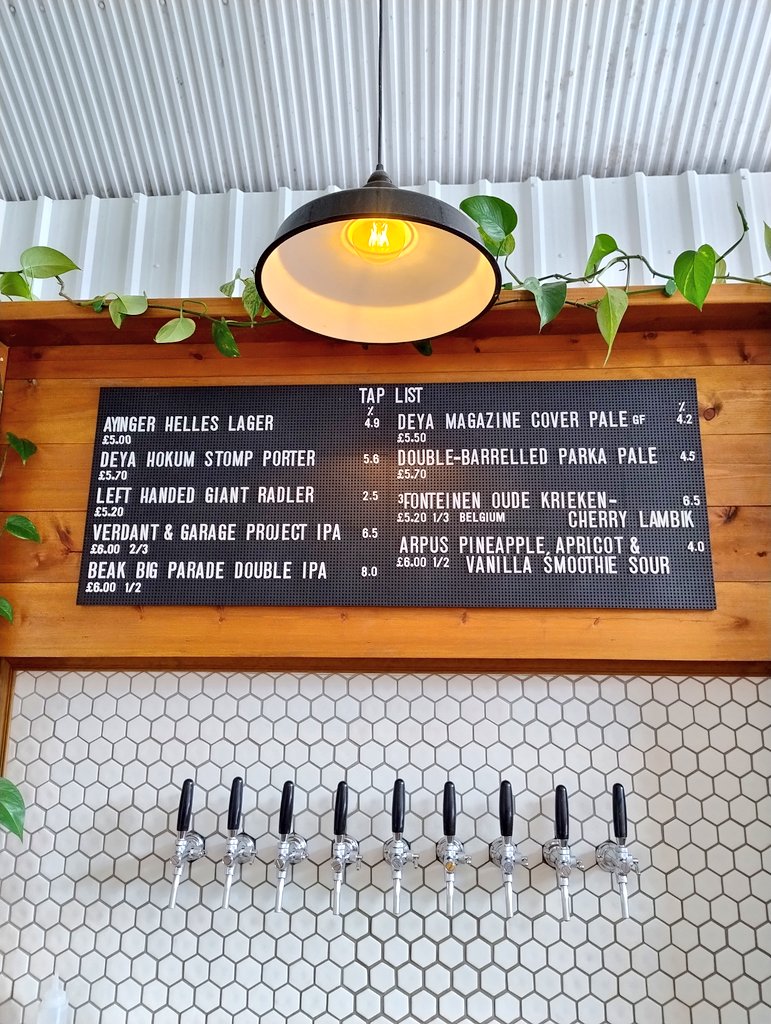 TAP LIST
%
AYINGER HELLES LAGER 4.9
£5.00
DEYA HOKUM STOMP PORTER 5.6
£5.70
LEFT HANDED GIANT RADLER 2.5
£5.20
VERDANT & GARAGE PROJECT IPA 6.5
£6.00 2/3
BEAK BIG PARADE DOUBLE IPA 8.0
£6.00 1/2
%
DEYA MAGAZINE COVER PALE GF 4.2
£5.50
DOUBLE-BARRELLED PARKA PALE 4.5
£5.70
3FONTEINEN OUDE KRIEKEN- 6.5
£5.20 1/3 BELGIUM CHERRY LAMBIK
ARPUS PINEAPPLE, APRICOT & 4.0
£6.00 1/2 VANILLA SMOOTHIE SOUR